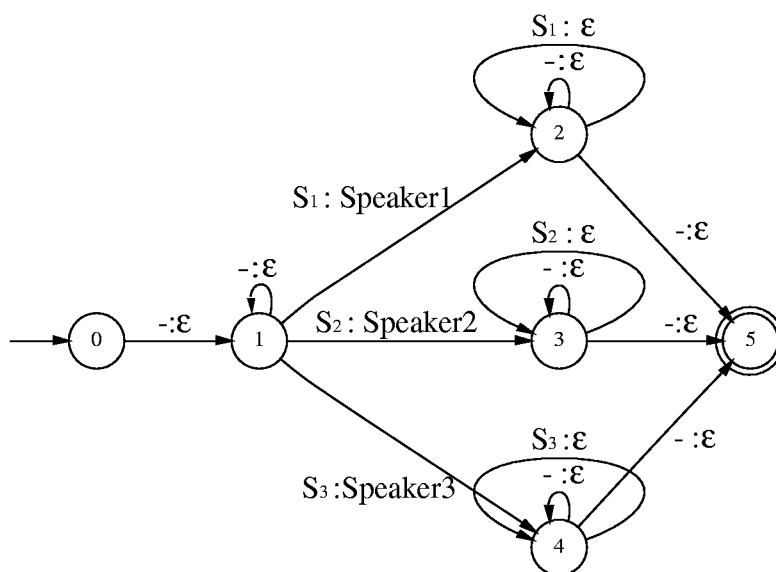 S1 : ε
-:ε
2
S1 : Speaker1
-:ε
S2 : ε
-:ε
-:ε
S2 : Speaker2
-:ε
0
-:ε
1
3
5
S3 :ε
-:ε
-:ε
S3 :Speaker3
4